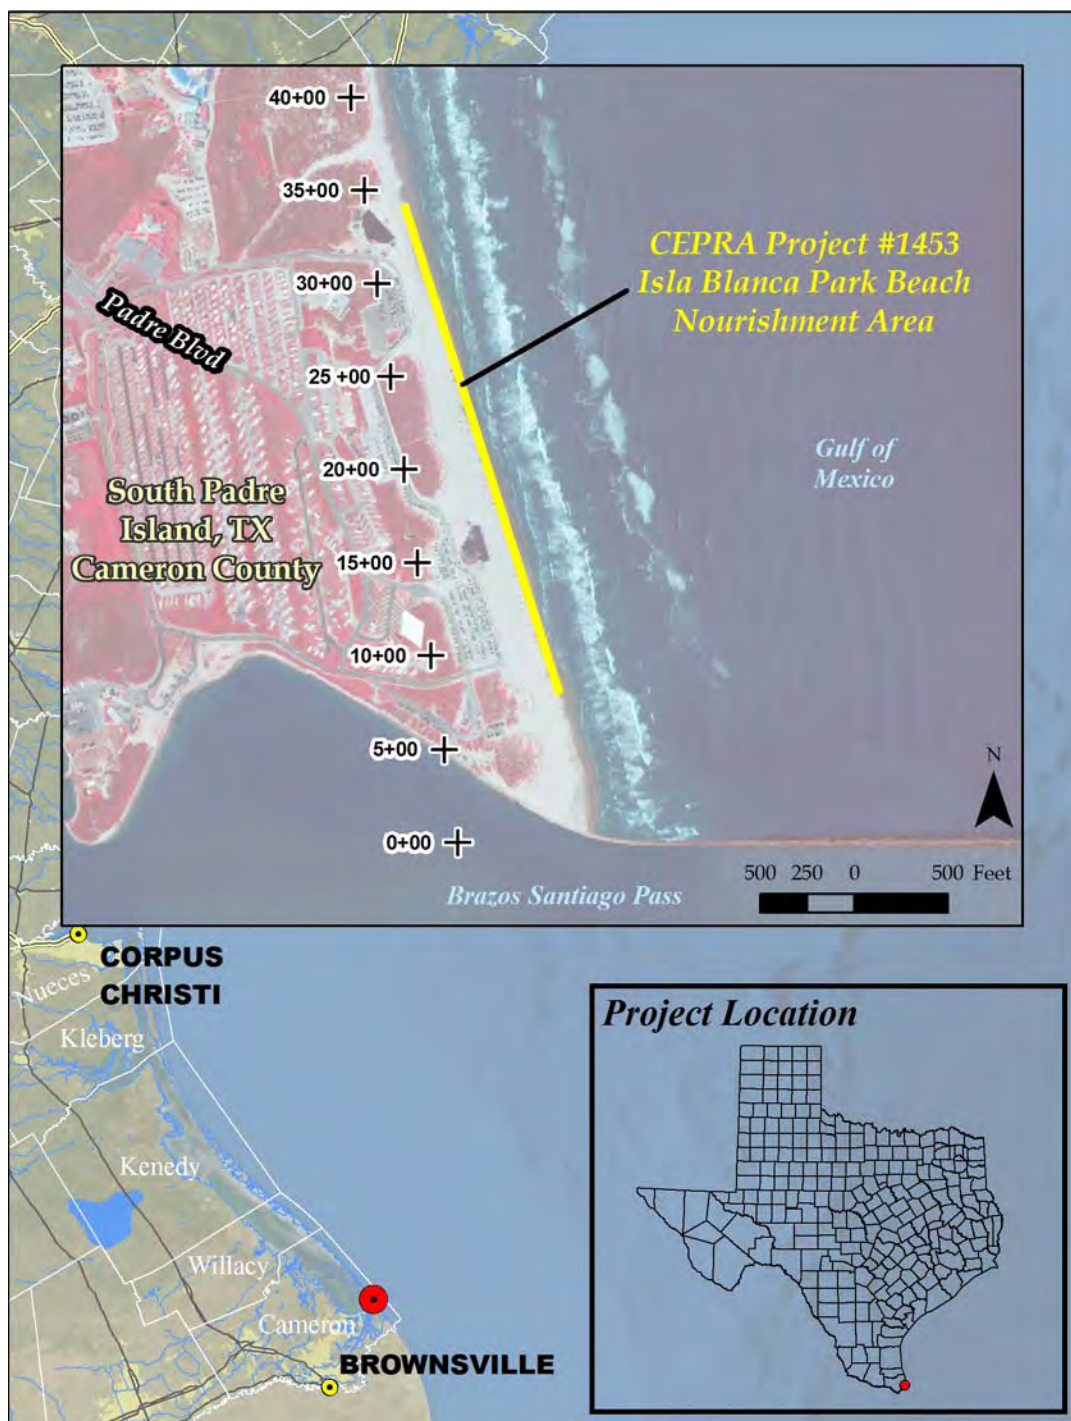 40+00
35+00
CEPRA Project #1453
Isla Blanca Park Beach
Nourishment Area
30+00
Padre Blvd
25 +00
Gulf of
Mexico
20+00
South Padre
Island, TX
Cameron County
15+00
10+00
5+00
N
0+00
500 250 0 500 Feet
Brazos Santiago Pass
CORPUS
CHRISTI
Nueces
Kleberg
Kenedy
Willacy
Cameron
BROWNSVILLE
Project Location